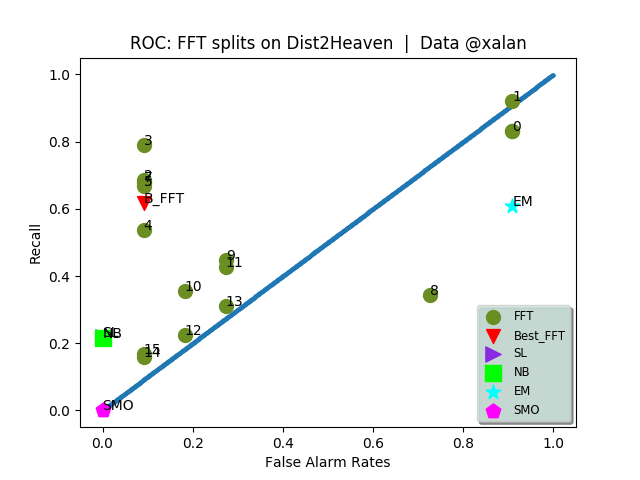 ROC: FFT splits on Dist2Heaven | Data @xalan
1.0
0.8
0.6
0.4
0.2
0.0
Recall
1
0
3
2
5
B_FFT
4
EM
9
11
10
8
13
12
NB
15
14
SMO
FFT
Best_FFT
SL
NB
EM
SMO
0.0 0.2 0.4 0.6 0.8 1.0
False Alarm Rates